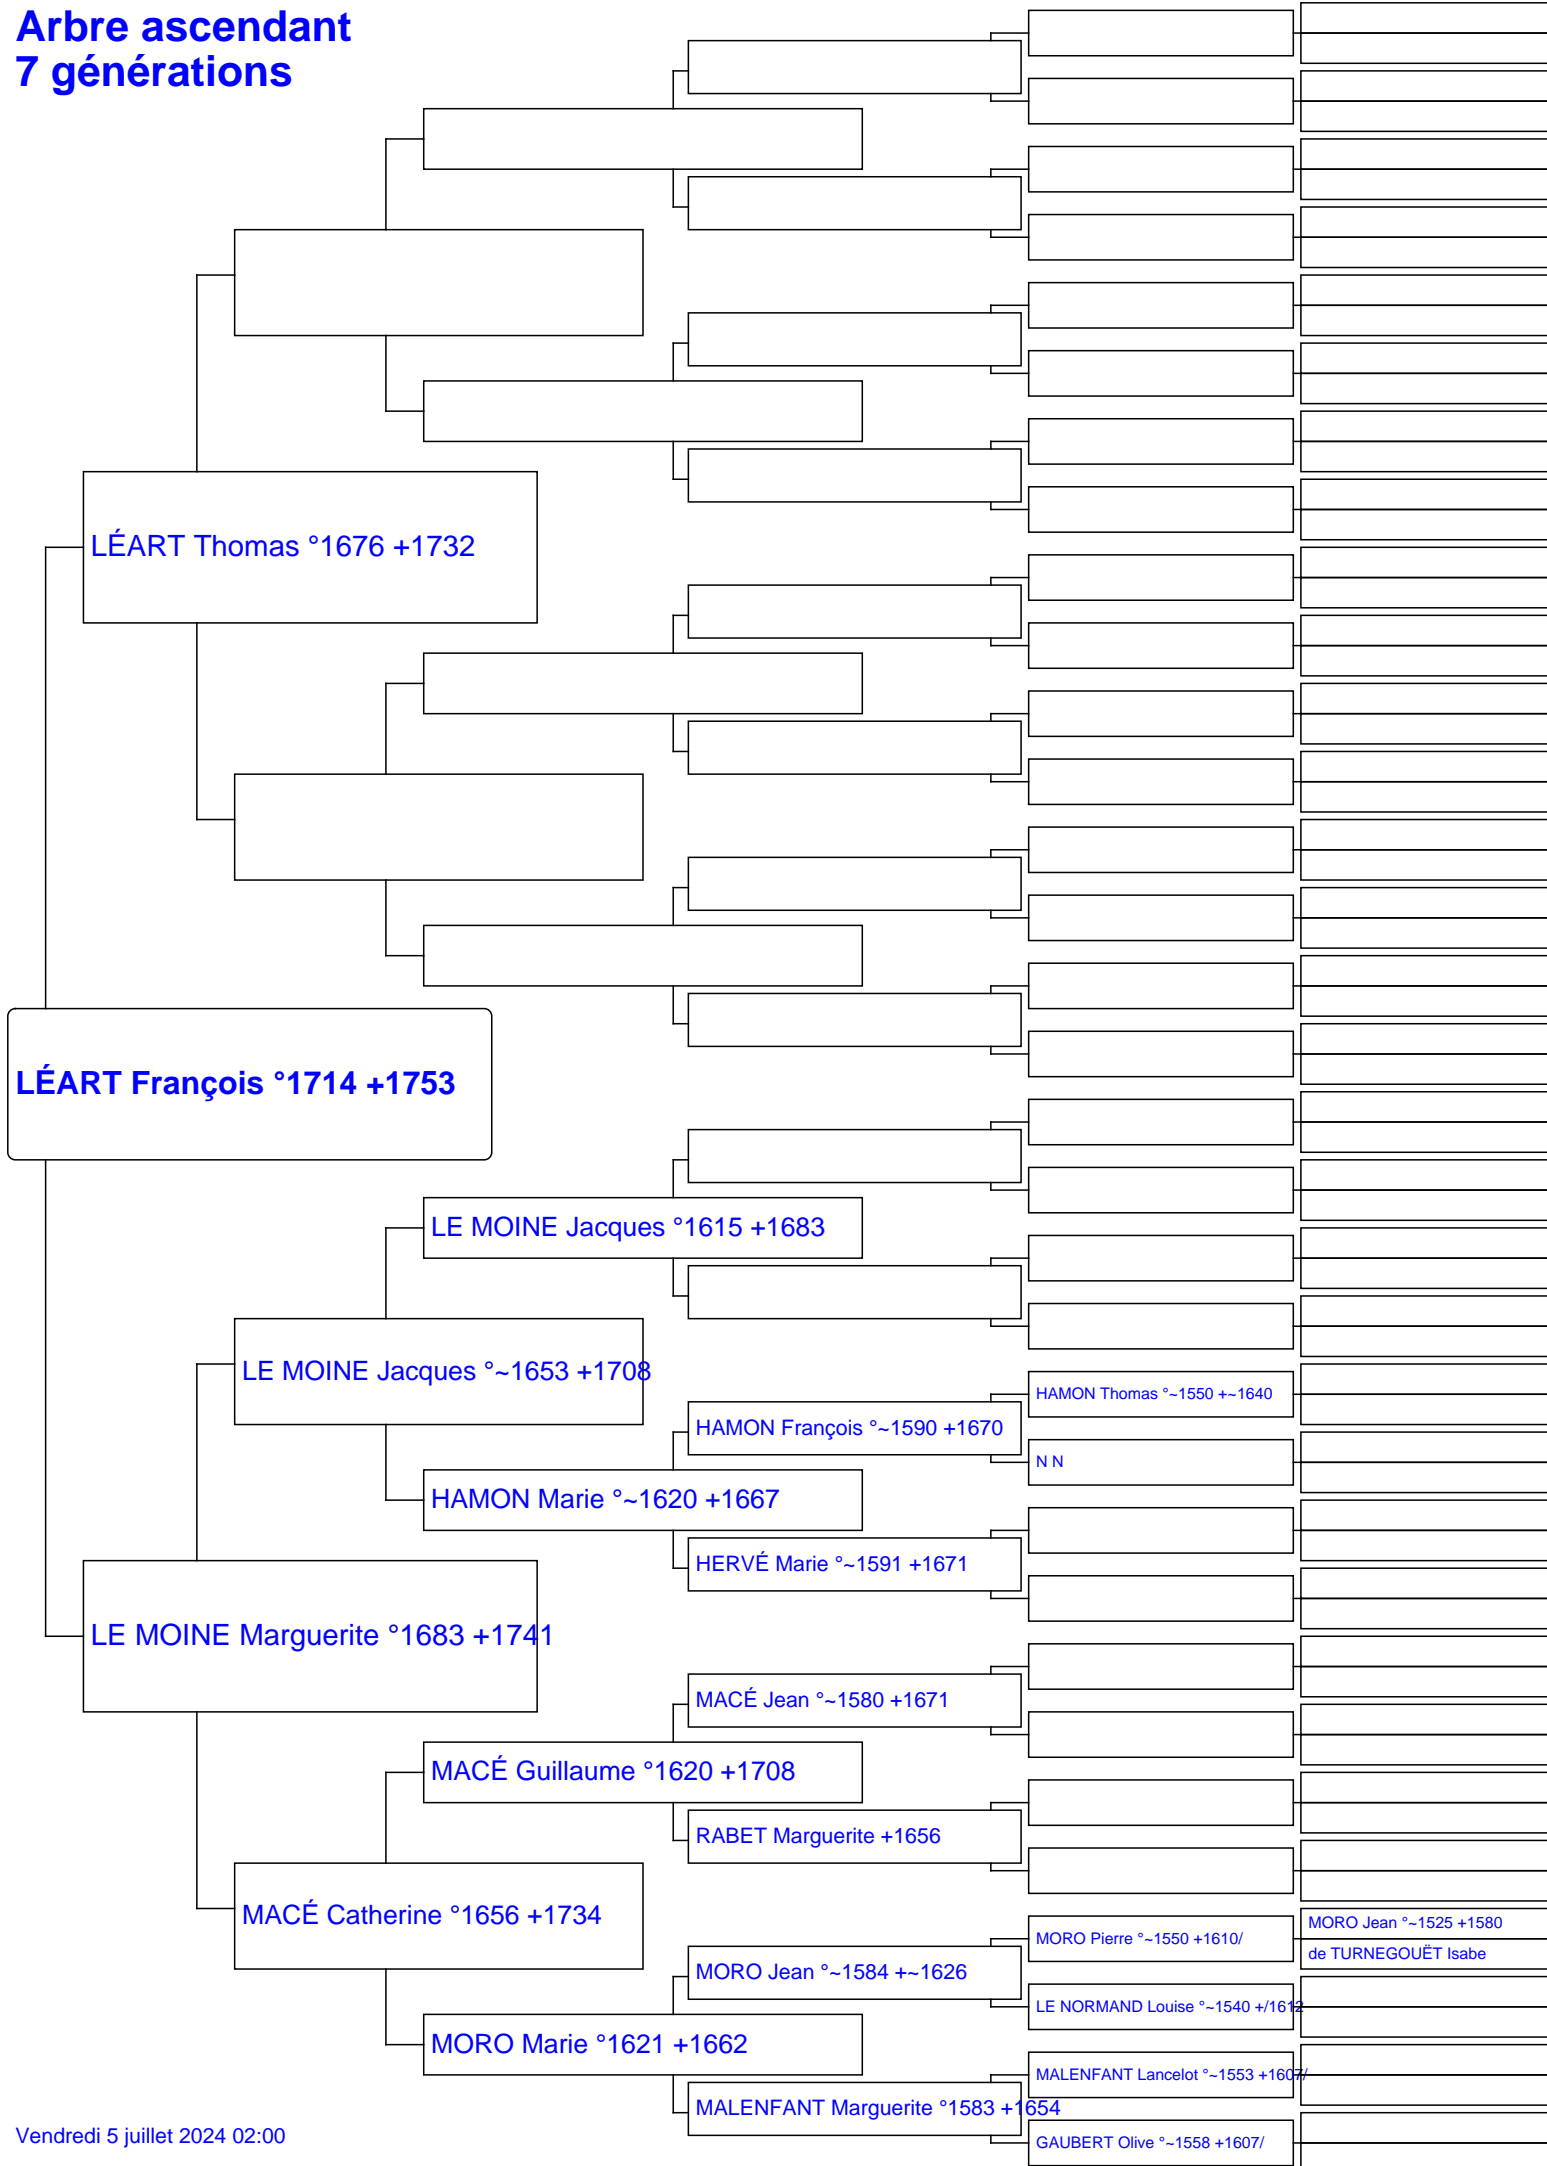 Arbre ascendant
7 générations
LÉART Thomas °1676 +1732
LÉART François °1714 +1753
LE MOINE Jacques °1615 +1683
LE MOINE Jacques °~1653 +1708
HAMON Thomas °~1550 +~1640
HAMON François °~1590 +1670
N N
HAMON Marie °~1620 +1667
HERVÉ Marie °~1591 +1671
LE MOINE Marguerite °1683 +1741
MACÉ Jean °~1580 +1671
MACÉ Guillaume °1620 +1708
RABET Marguerite +1656
MACÉ Catherine °1656 +1734
MORO Jean °~1525 +1580
MORO Pierre °~1550 +1610/
de TURNEGOUËT Isabe
MORO Jean °~1584 +~1626
LE NORMAND Louise °~1540 +/1612
MORO Marie °1621 +1662
MALENFANT Lancelot °~1553 +1607/
MALENFANT Marguerite °1583 +1654
GAUBERT Olive °~1558 +1607/
Vendredi 5 juillet 2024 02:00